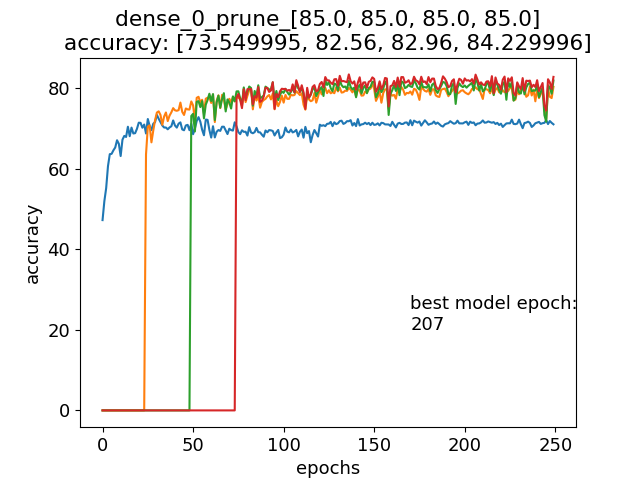 dense_0_prune_[85.0, 85.0, 85.0, 85.0]
accuracy: [73.549995, 82.56, 82.96, 84.229996]
80
60
40
20
0
accuracy
best model epoch:
207
0 50 100 150 200 250
epochs